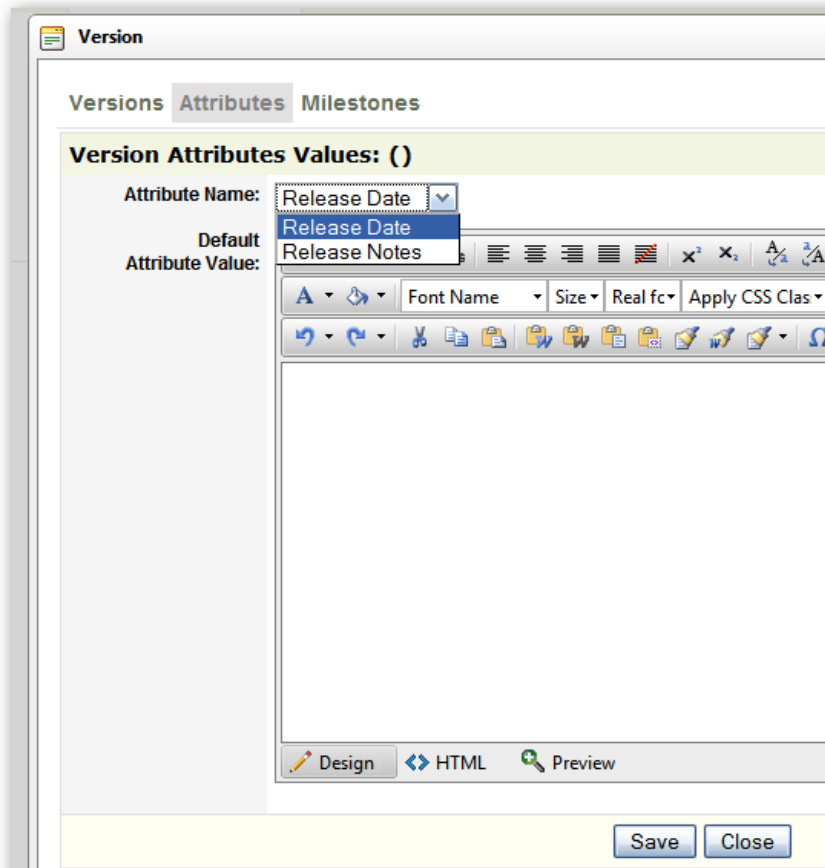 Version
Versions Attributes Milestones
Version Attributes Values: ()
Attribute Name: Release Date
Release Date
Release Notes
Default
Attribute Value:
A Font Name Size Real fc Apply CSS Clas
Design HTML Preview
Save Close